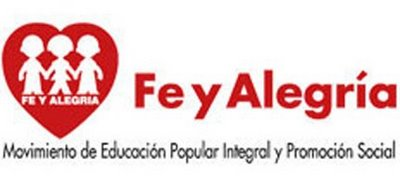 FE Y ALEGRIA
Fe y Alegría
Movimiento de Educación Popular Integral y Promoción Social